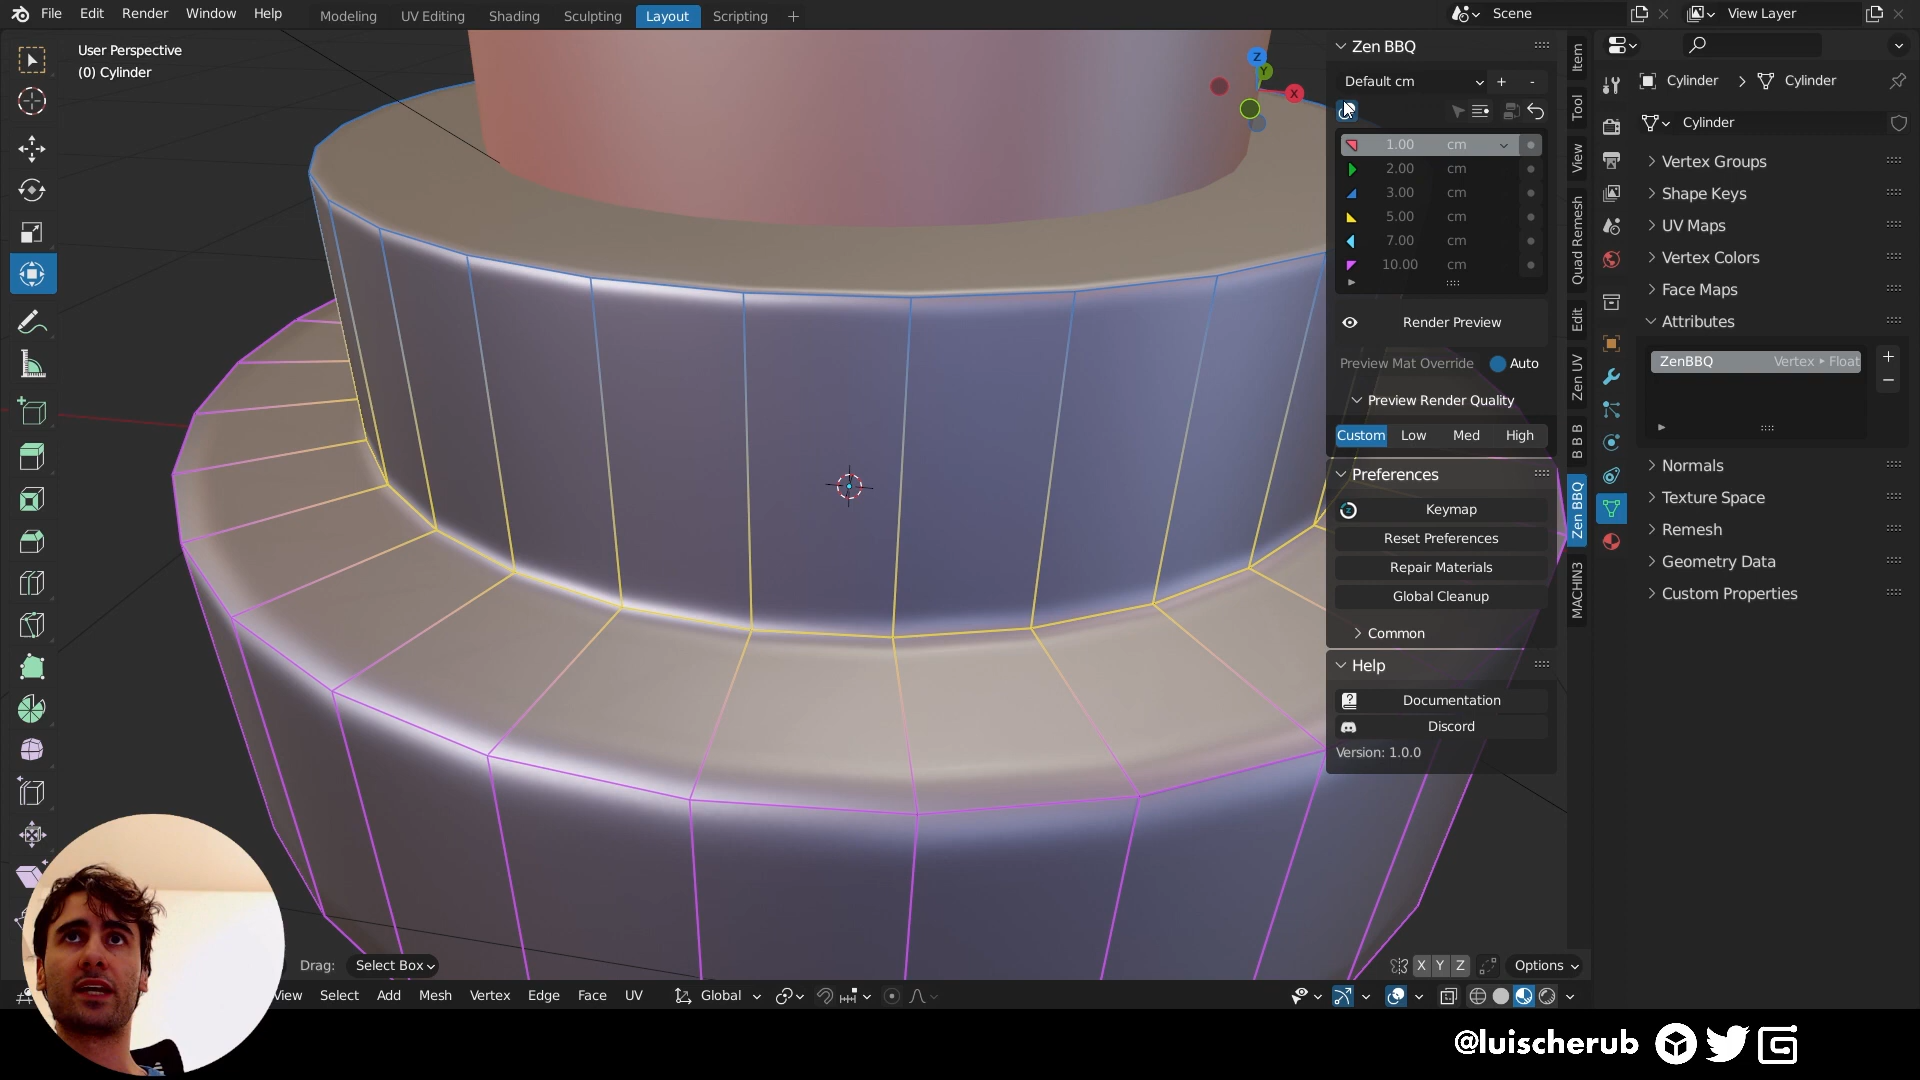 File Edit Render Window Help
Modeling UV Editing Shading Sculpting Layout Scripting +
Scene
View Layer
User Perspective
(0) Cylinder
Z
Y
X
Zen BBQ
Default cm + -
1.00 cm
2.00 cm
3.00 cm
5.00 cm
7.00 cm
10.00 cm
Render Preview
Preview Mat Override Auto
Preview Render Quality
Custom Low Med High
Preferences
Keymap
Reset Preferences
Repair Materials
Global Cleanup
Common
Help
Documentation
Discord
Version: 1.0.0
Item
Tool
View
Quad Remesh
Edit
Zen UV
B B B
Zen BBQ
MACHIN3
Cylinder > Cylinder
Cylinder
Vertex Groups
Shape Keys
UV Maps
Vertex Colors
Face Maps
Attributes
ZenBBQ Vertex ▸ Float
Normals
Texture Space
Remesh
Geometry Data
Custom Properties
Drag: Select Box
X Y Z Options
Select Add Mesh Vertex Edge Face UV Global
@luischerub